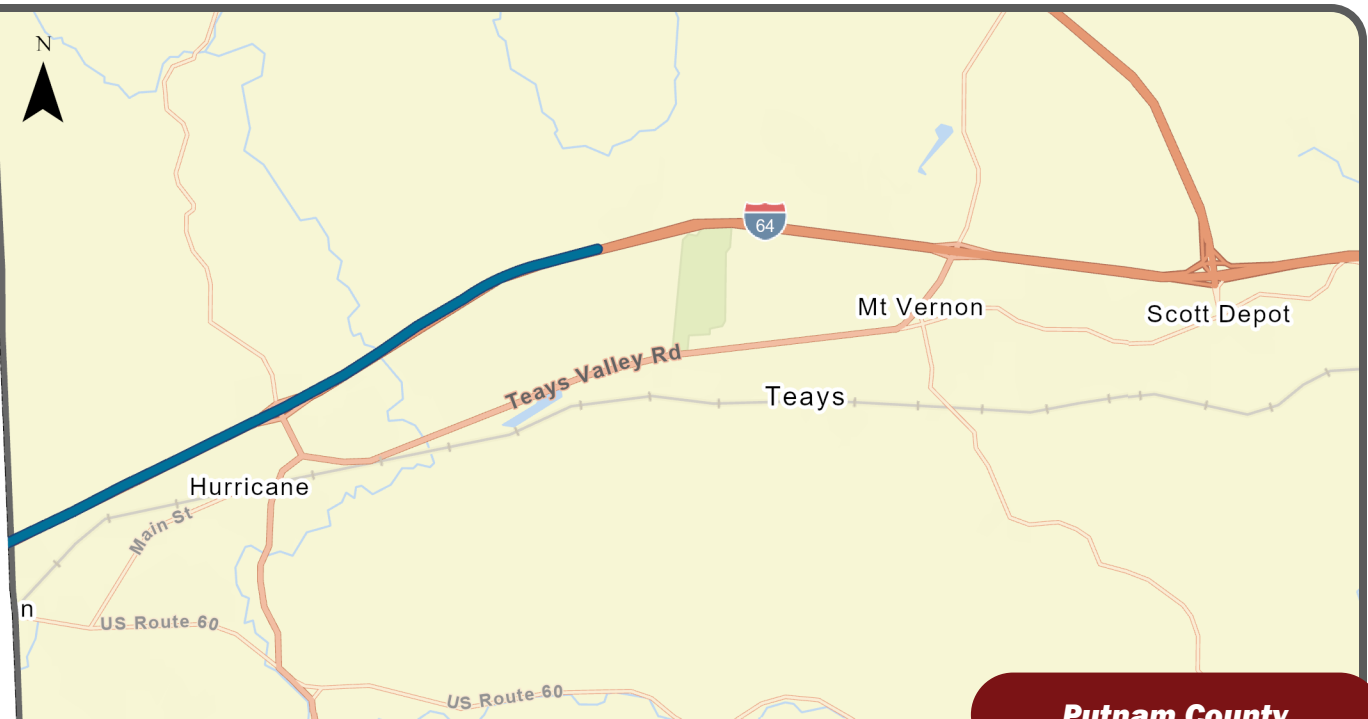 N
64
Mt Vernon
Scott Depot
Teays Valley Rd
Teays
Hurricane
Main St
n
US Route 60
US Route 60
Putnam County